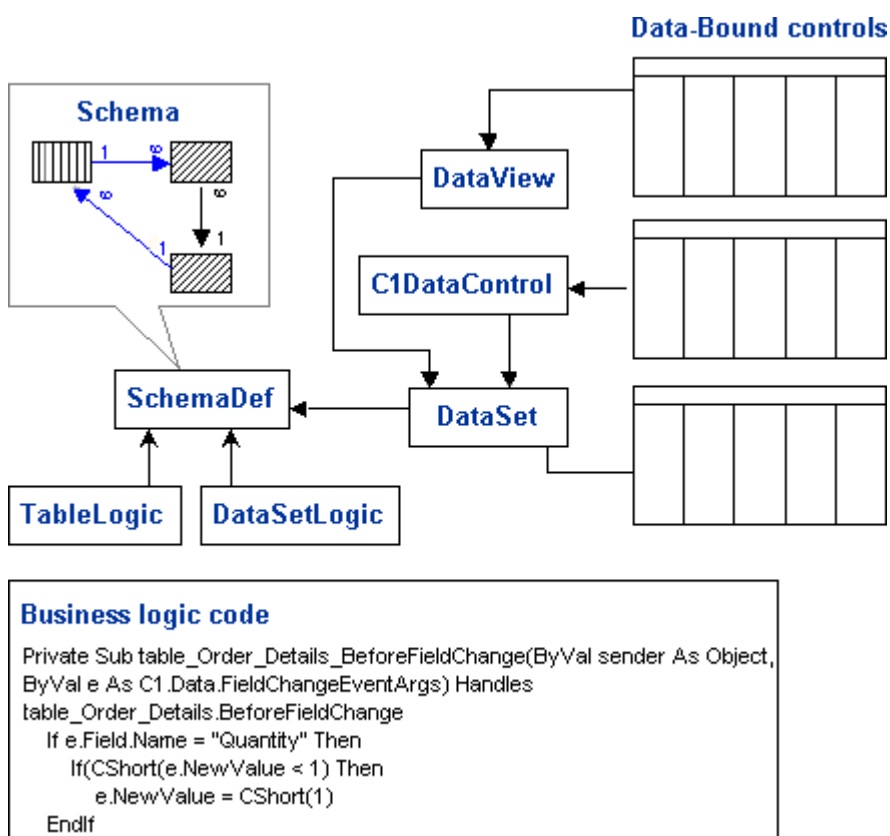 Data-Bound controls
Schema
1
∞
∞
1
∞
1
DataView
C1DataControl
SchemaDef
DataSet
TableLogic
DataSetLogic
Business logic code
Private Sub table_Order_Details_BeforeFieldChange(ByVal sender As Object,
ByVal e As C1.Data.FieldChangeEventArgs) Handles
table_Order_Details.BeforeFieldChange
If e.Field.Name = "Quantity" Then
If(CShort(e.NewValue < 1) Then
e.NewValue = CShort(1)
EndIf